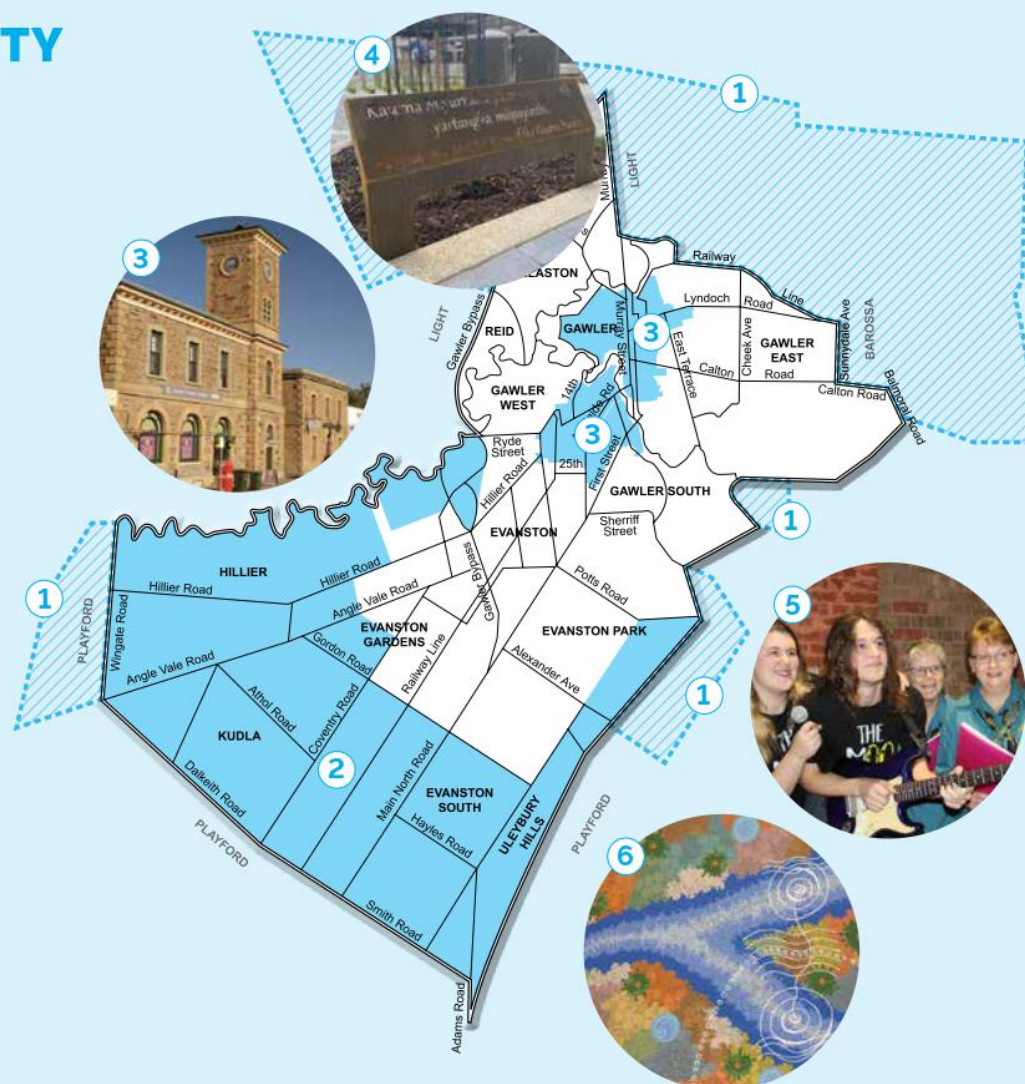 TY
4
1
Kaurna
yartangka
LIGHT
Murray
3
Railway
Line
LIGHT
Gawler Bypass
REID
GAWLER
Murray Street
3
Lyndoch Road
Cheek Ave
GAWLER
EAST
Sunnydale Ave
BAROSSA
East Terrace
Calton Road
Calton Road
Balmoral Road
GAWLER
WEST
14th
3
Ryde
Street
25th
First Street
Hillier Road
GAWLER SOUTH
1
Sherriff
Street
EVANSTON
1
PLAYFORD
Wingate Road
HILLIER
Hillier Road
Hillier Road
Angle Vale Road
Gawler Bypass
Potts Road
5
THE
EVANSTON
GARDENS
EVANSTON PARK
Angle Vale Road
Gordon Road
Railway Line
Alexander Ave
1
Athol Road
Coventry Road
KUDLA
2
Dalkeith Road
Main North Road
EVANSTON
SOUTH
Hayles Road
ULEYBURY
HILLS
PLAYFORD
PLAYFORD
6
Smith Road
Adams Road